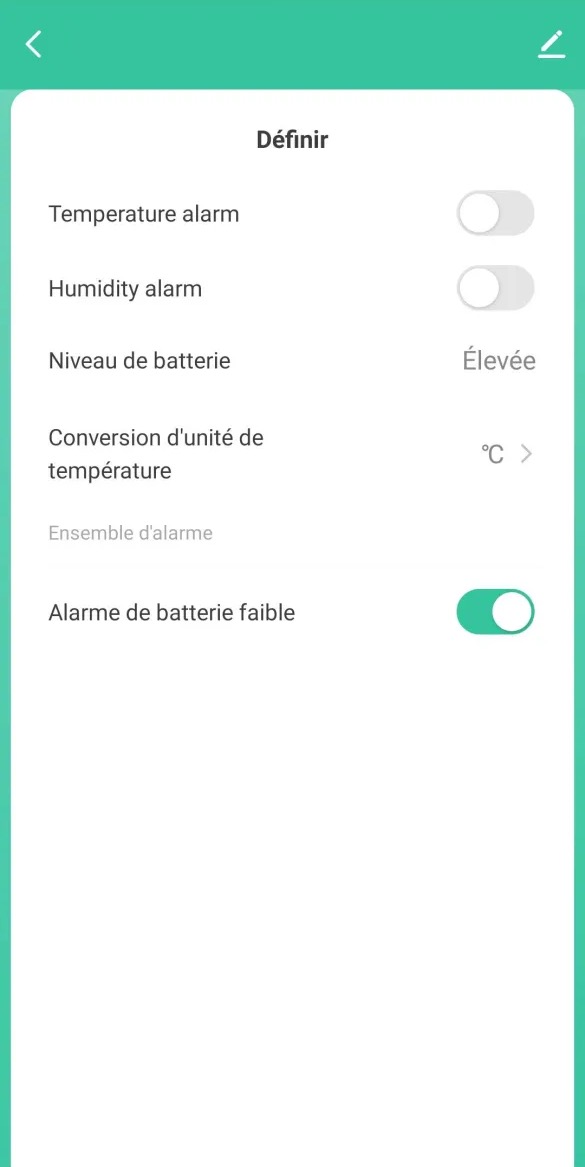 Définir
Temperature alarm
Humidity alarm
Niveau de batterie Élevée
Conversion d'unité de
température
℃
Ensemble d'alarme
Alarme de batterie faible